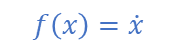 f(x) = ẋ